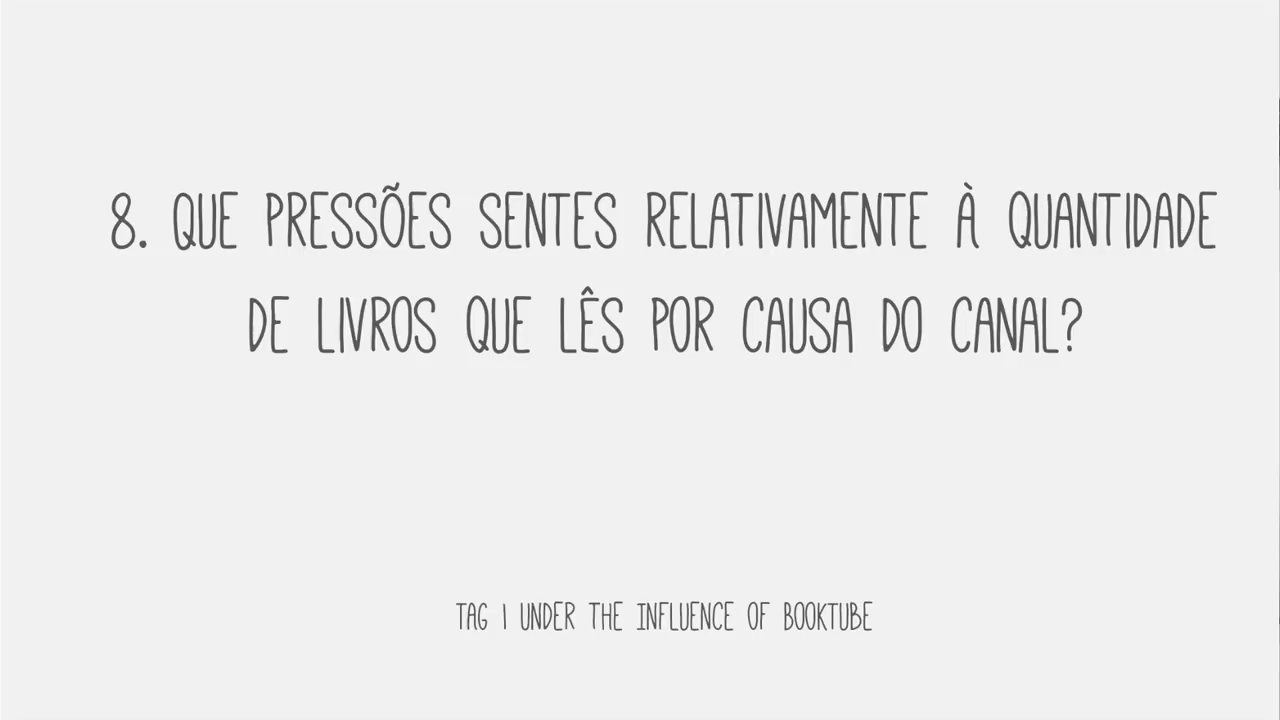 8. QUE PRESSÕES SENTES RELATIVAMENTE À QUANTIDADE
DE LIVROS QUE LÊS POR CAUSA DO CANAL?
TAG | UNDER THE INFLUENCE OF BOOKTUBE